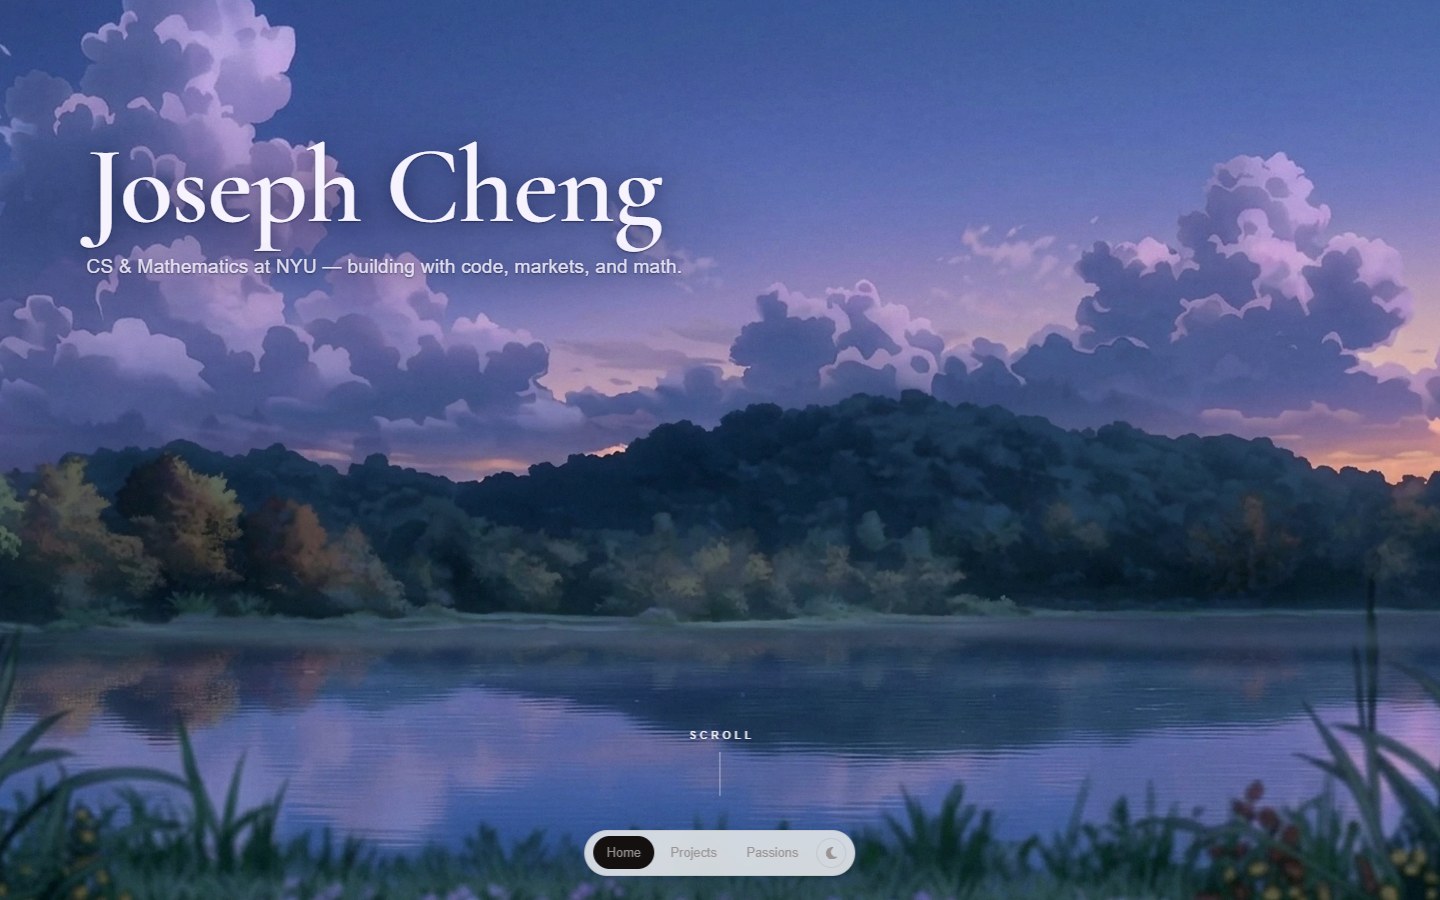 Joseph Cheng
CS & Mathematics at NYU — building with code, markets, and math.
SCROLL
Home Projects Passions